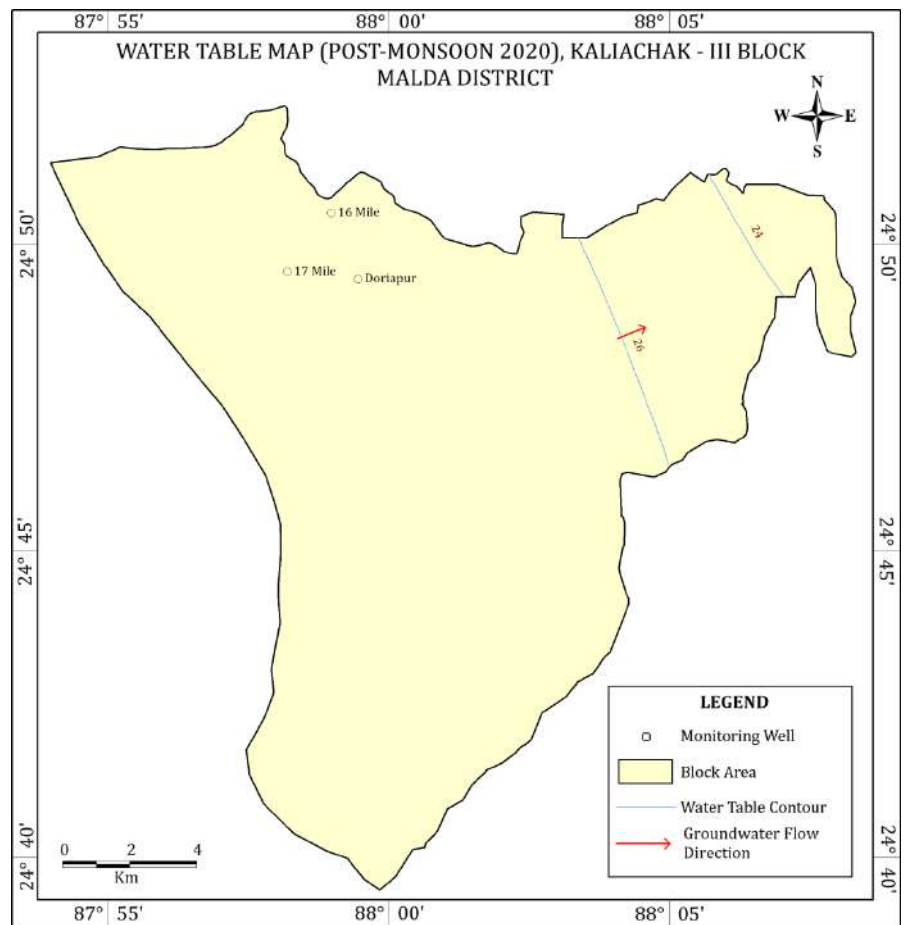 87° 55' 88° 00' 88° 05'
WATER TABLE MAP (POST-MONSOON 2020), KALIACHAK - III BLOCK
MALDA DISTRICT
N
W E
S
16 Mile
24° 50'
24
24° 50'
17 Mile
Doriapur
26
24° 45'
24° 45'
LEGEND
Monitoring Well
Block Area
Water Table Contour
Groundwater Flow
Direction
24° 40'
0 2 4
Km
24° 40'
87° 55' 88° 00' 88° 05'